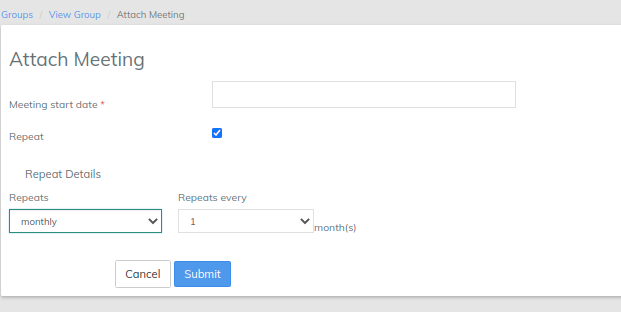 Groups / View Group / Attach Meeting
Attach Meeting
Meeting start date *
Repeat
Repeat Details
Repeats Repeats every
monthly 1 month(s)
Cancel Submit